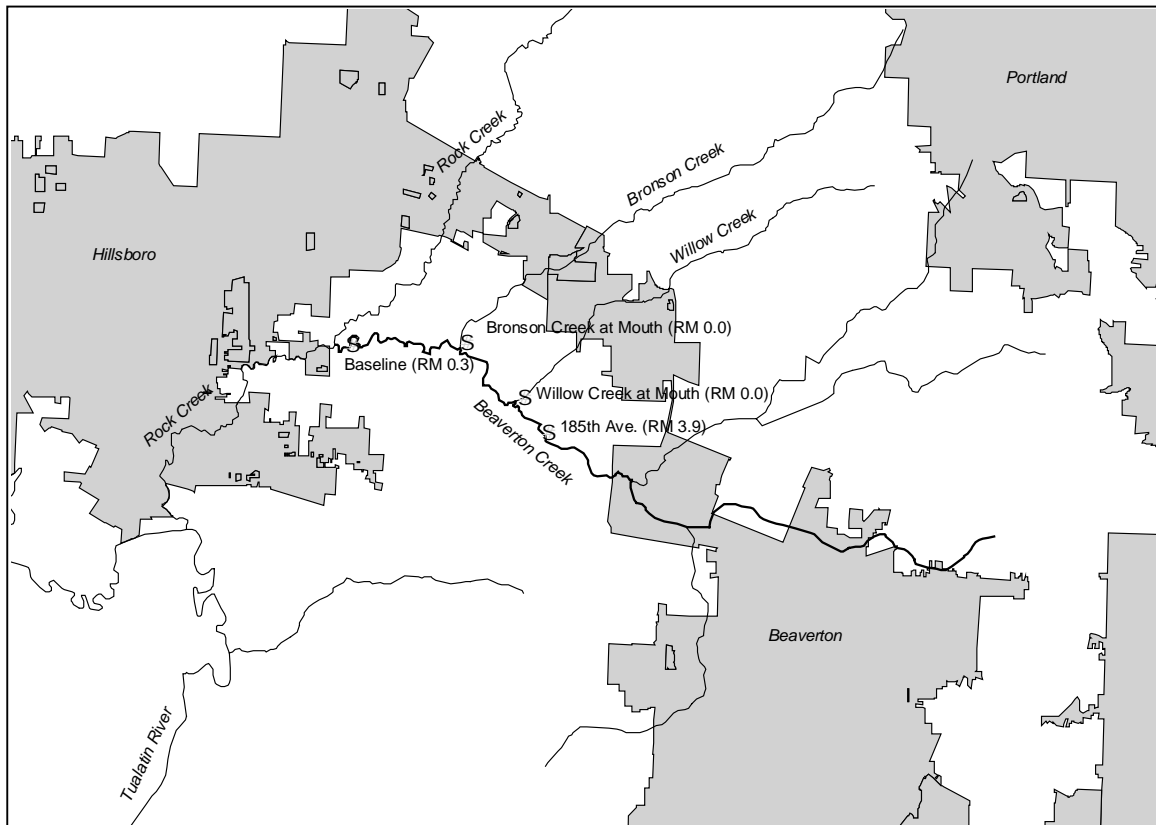 Portland
Rock Creek
Bronson Creek
Willow Creek
Hillsboro
Bronson Creek at Mouth (RM 0.0)
S
S
Baseline (RM 0.3)
S
Willow Creek at Mouth (RM 0.0)
Rock Creek
Beaverton Creek
S
185th Ave. (RM 3.9)
Beaverton
Tualatin River